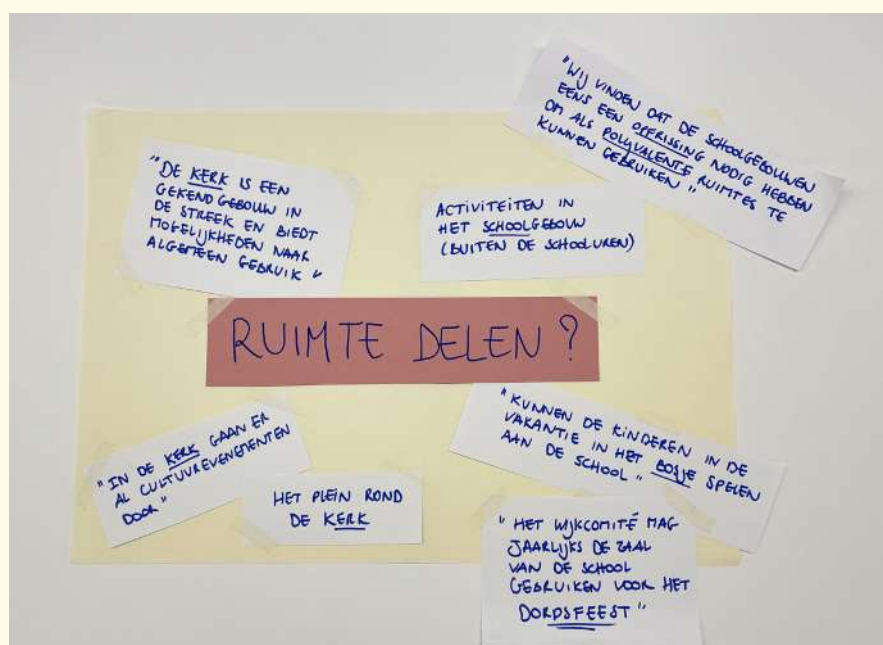 "WIJ VINDEN DAT DE SCHOOLGEBOUWEN
EENS EEN OPFRISSING NODIG HEBBEN
OM ALS POLYVALENTE RUIMTES TE
KUNNEN GEBRUIKEN"
"DE KERK IS EEN
GEKEND GEBOUW IN
DE STREEK EN BIEDT
MOGELIJKHEDEN NAAR
ALGEMEEN GEBRUIK"
ACTIVITEITEN IN
HET SCHOOLGEBOUW
(BUITEN DE SCHOOLUREN)
RUIMTE DELEN?
"IN DE KERK GAAN ER
AL CULTUUREVENEMENTEN
DOOR"
HET PLEIN ROND
DE KERK
"KUNNEN DE KINDEREN IN DE
VAKANTIE IN HET BOSJE SPELEN
AAN DE SCHOOL"
"HET WIJKCOMITÉ MAG
JAARLIJKS DE ZAAL
VAN DE SCHOOL
GEBRUIKEN VOOR HET
DORPSFEEST"